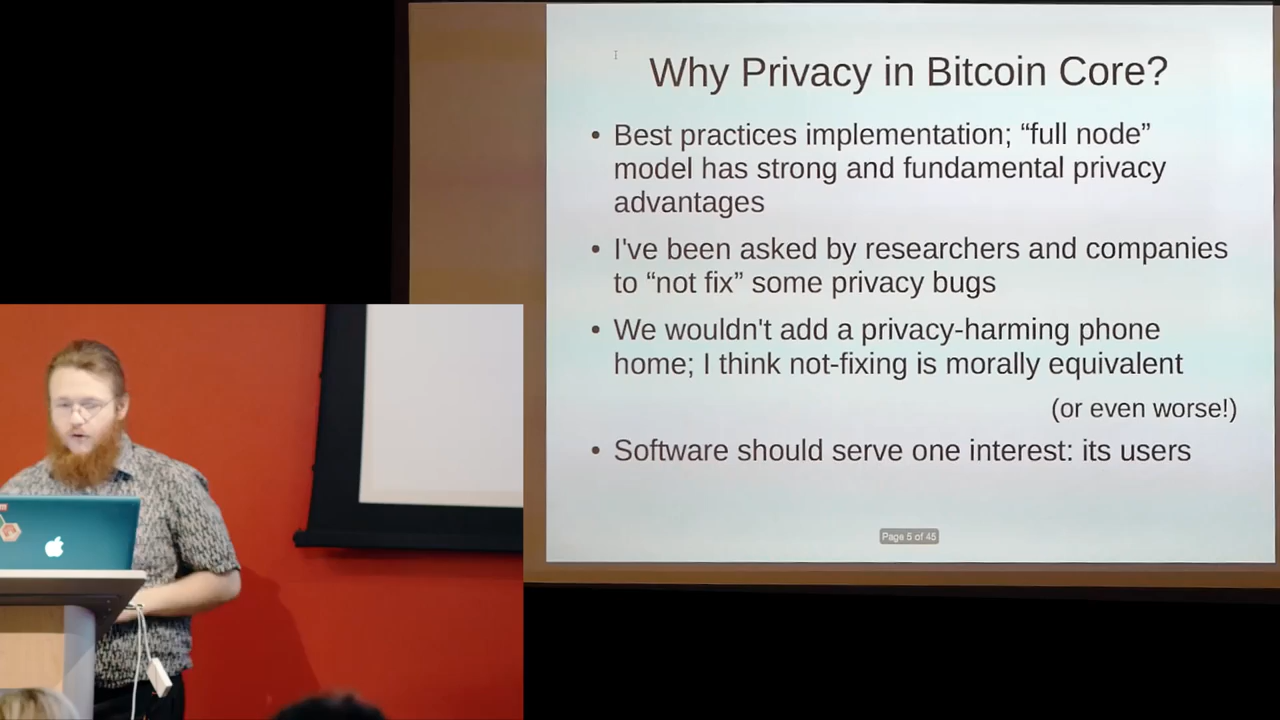 Why Privacy in Bitcoin Core?
• Best practices implementation; “full node”
model has strong and fundamental privacy
advantages
• I've been asked by researchers and companies
to “not fix” some privacy bugs
• We wouldn't add a privacy-harming phone
home; I think not-fixing is morally equivalent
(or even worse!)
• Software should serve one interest: its users
Page 5 of 45